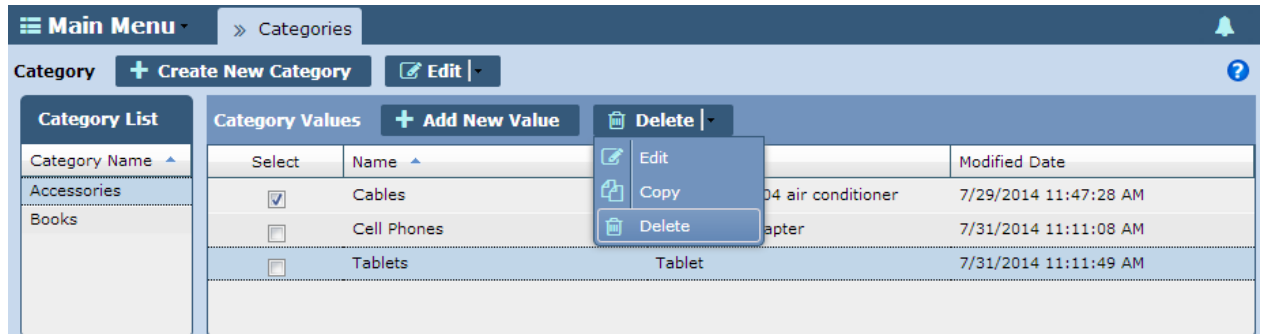 Main Menu
» Categories
Category
Create New Category
Edit
Category List
Category Values
Add New Value
Delete
Category Name
Select
Name
Modified Date
Edit
Copy
Delete
Accessories
Cables
04 air conditioner
7/29/2014 11:47:28 AM
Books
Cell Phones
apter
7/31/2014 11:11:08 AM
Tablets
Tablet
7/31/2014 11:11:49 AM